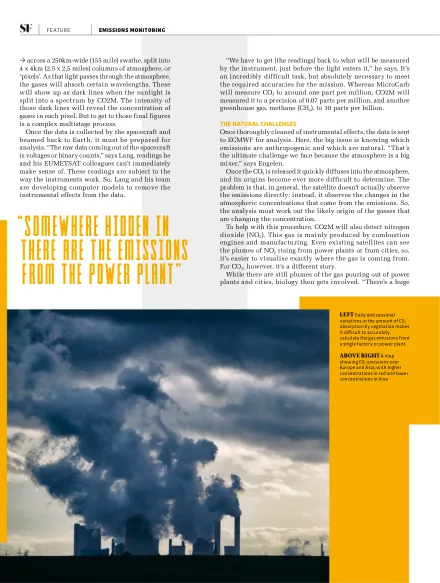 SF FEATURE EMISSIONS MONITORING
→ across a 250km-wide (155 mile) swathe, split into
4 x 4km (2.5 x 2.5 miles) columns of atmosphere, or
‘pixels’. As that light passes through the atmosphere,
the gases will absorb certain wavelengths. These
will show up as dark lines when the sunlight is
split into a spectrum by CO2M. The intensity of
those dark lines will reveal the concentration of
gases in each pixel. But to get to those final figures
is a complex multistage process.
Once the data is collected by the spacecraft and
beamed back to Earth, it must be prepared for
analysis. “The raw data coming out of the spacecraft
is voltages or binary counts,” says Lang, readings he
and his EUMETSAT colleagues can’t immediately
make sense of. These readings are subject to the
way the instruments work. So, Lang and his team
are developing computer models to remove the
instrumental effects from the data.
“SOMEWHERE HIDDEN IN
THERE ARE THE EMISSIONS
FROM THE POWER PLANT”
“We have to get (the readings) back to what will be measured
by the instrument, just before the light enters it,” he says. It’s
an incredibly difficult task, but absolutely necessary to meet
the required accuracies for the mission. Whereas MicroCarb
will measure CO₂ to around one part per million, CO2M will
measured it to a precision of 0.07 parts per million, and another
greenhouse gas, methane (CH₄), to 10 parts per billion.
THE NATURAL CHALLENGES
Once thoroughly cleaned of instrumental effects, the data is sent
to ECMWF for analysis. Here, the big issue is knowing which
emissions are anthropogenic and which are natural. “That’s
the ultimate challenge we face because the atmosphere is a big
mixer,” says Engelen.
Once the CO₂ is released it quickly diffuses into the atmosphere,
and its origins become ever more difficult to determine. The
problem is that, in general, the satellite doesn’t actually observe
the emissions directly; instead, it observes the changes in the
atmospheric concentrations that come from the emissions. So,
the analysis must work out the likely origin of the gasses that
are changing the concentration.
To help with this procedure, CO2M will also detect nitrogen
dioxide (NO₂). This gas is mainly produced by combustion
engines and manufacturing. Even existing satellites can see
the plumes of NO₂ rising from power plants or from cities, so,
it’s easier to visualise exactly where the gas is coming from.
For CO₂, however, it’s a different story.
While there are still plumes of the gas pouring out of power
plants and cities, biology then gets involved. “There’s a huge
LEFT Daily and seasonal
variations in the amount of CO₂
absorption by vegetation makes
it difficult to accurately
calculate the gas emissions from
a single factory or power plant
ABOVE RIGHT A map
showing CO₂ emissions over
Europe and Asia, with higher
concentrations in red and lower
concentrations in blue